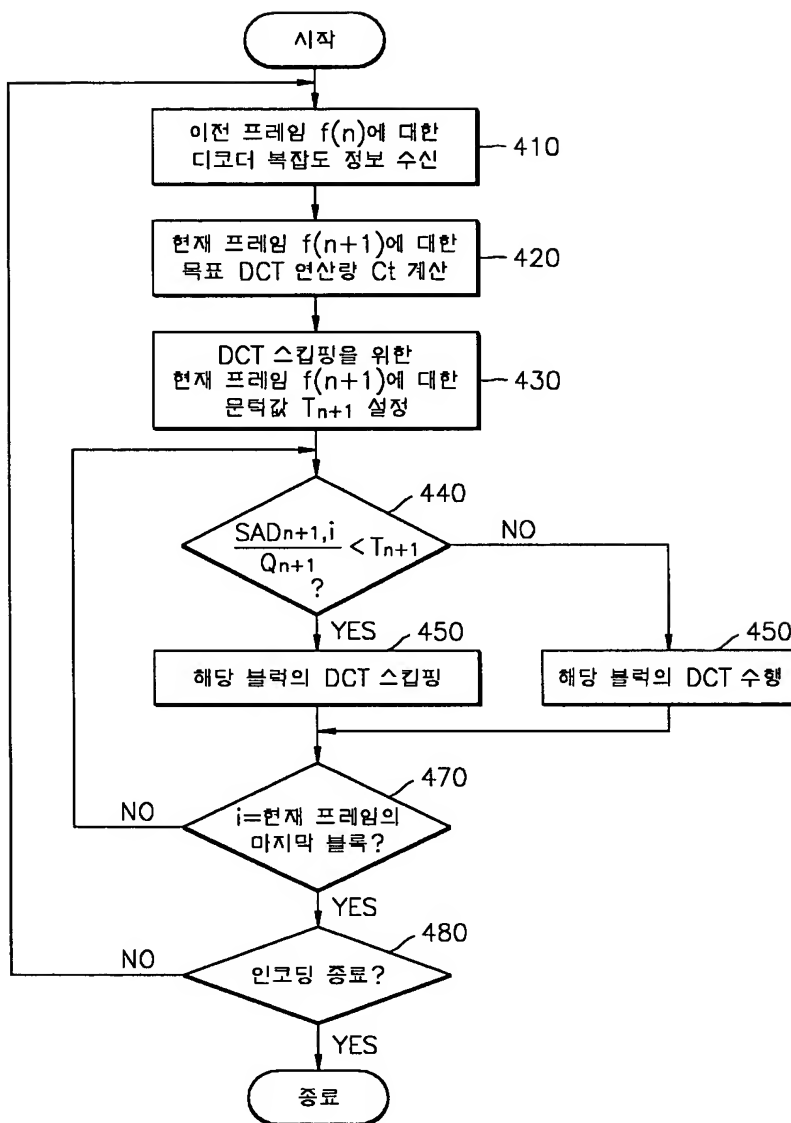 시작
이전 프레임 f(n)에 대한
디코더 복잡도 정보 수신
410
현재 프레임 f(n+1)에 대한
목표 DCT 연산량 Ct 계산
420
DCT 스킵핑을 위한
현재 프레임 f(n+1)에 대한
문턱값 Tn+1 설정
430
440
SADn+1,i
Qn+1
<Tn+1
?
NO
YES
450
450
해당 블럭의 DCT 스킵핑
해당 블럭의 DCT 수행
470
NO
i=현재 프레임의
마지막 블록?
YES
480
NO
인코딩 종료?
YES
종료